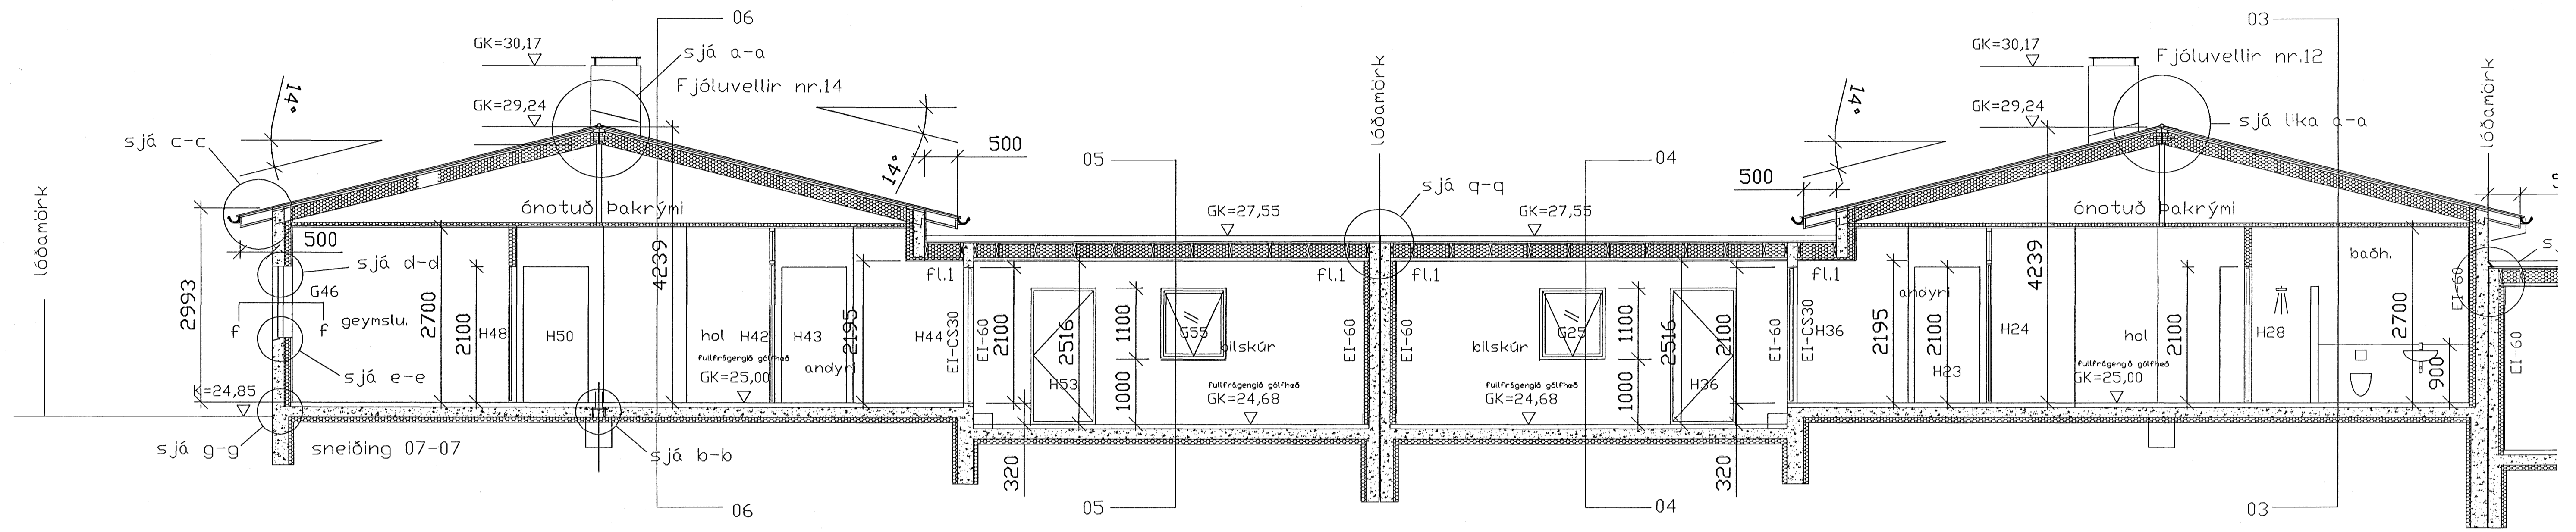 06
03
GK=30,17
sjá a-a
GK=30,17
Fjóluvellir nr.12
Fjóluvellir nr.14
lóðamörk
lóðamörk
14°
14°
GK=29,24
GK=29,24
sjá c-c
sjá lika a-a
500
14°
05
04
500
sjá q-q
lóðamörk
ónotuð þakrými
GK=27,55
GK=27,55
ónotuð þakrými
500
4239
4239
baðh.
sjá d-d
fl.1
fl.1
fl.1
fl.1
G46
andyri
EI-60
2993
f
f
geymslu.
2700
2100
H48
H50
hol
H42
H43
2195
H44
EI-CS30
EI-60
2100
2516
1100
G55
bilskúr
EI-60
EI-60
bilskúr
G25
1100
2516
2100
EI-60
EI-CS30
H36
2195
2100
H24
hol
2100
H28
2700
EI-60
fullfrágengið gólfhæð
fullfrágengið gólfhæð
andyri
sjá e-e
GK=25,00
H53
H36
H23
GK=25,00
900
K=24,85
1000
fullfrágengið gólfhæð
GK=24,68
fullfrágengið gólfhæð
GK=24,68
1000
sjá g-g
sneiðing 07-07
sjá b-b
320
320
06
05
04
03